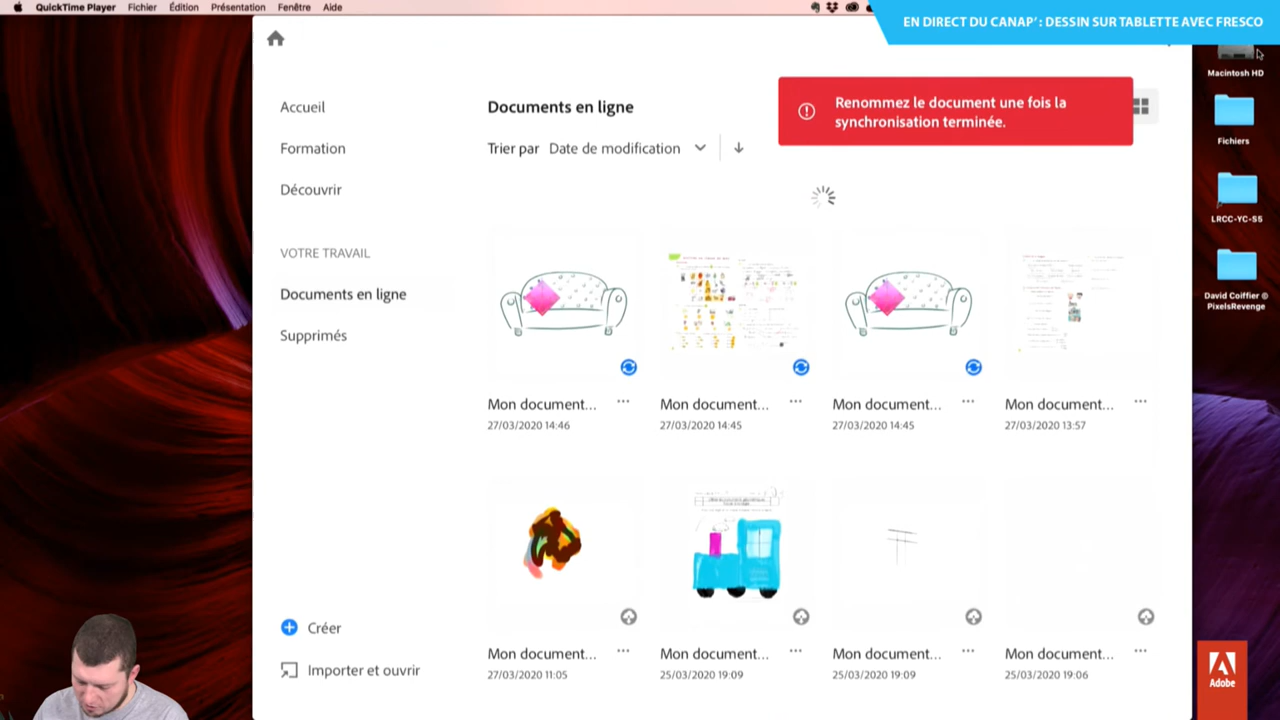 QuickTime Player Fichier Édition Présentation Fenêtre Aide
EN DIRECT DU CANAP' : DESSIN SUR TABLETTE AVEC FRESCO
Macintosh HD
Fichiers
LRCC-YC-S5
David Coiffier ©
PixelsRevenge
Accueil
Formation
Découvrir
VOTRE TRAVAIL
Documents en ligne
Supprimés
Créer
Importer et ouvrir
Documents en ligne
Renommez le document une fois la
synchronisation terminée.
Trier par Date de modification
Mon document... Mon document... Mon document... Mon document...
27/03/2020 14:46 27/03/2020 14:45 27/03/2020 14:45 27/03/2020 13:57
Mon document... Mon document... Mon document... Mon document...
27/03/2020 11:05 25/03/2020 19:09 25/03/2020 19:09 25/03/2020 19:06
Adobe